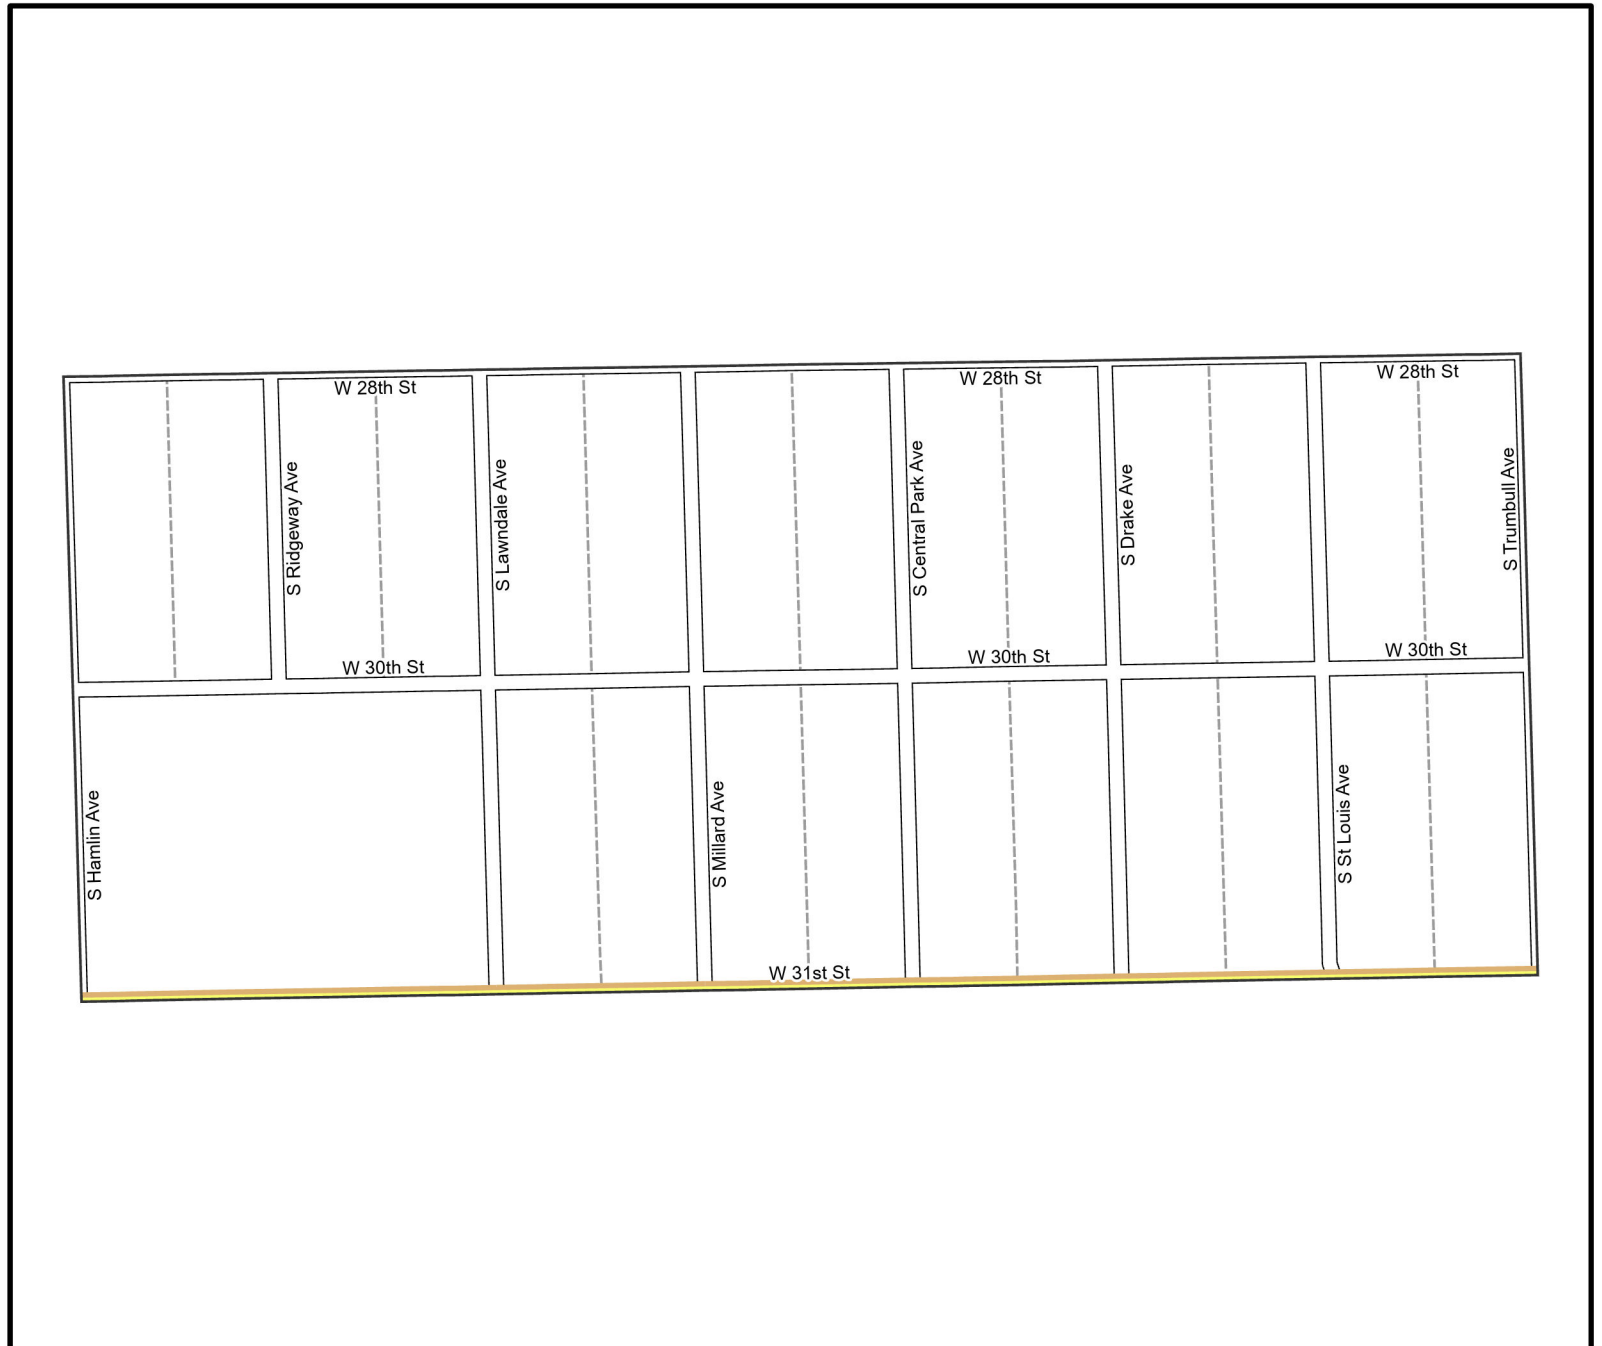 W 28th St
W 28th St
W 28th St
S Ridgeway Ave
S Lawndale Ave
S Central Park Ave
S Drake Ave
S Trumbull Ave
W 30th St
W 30th St
W 30th St
S Hamlin Ave
S Millard Ave
S St Louis Ave
W 31st St